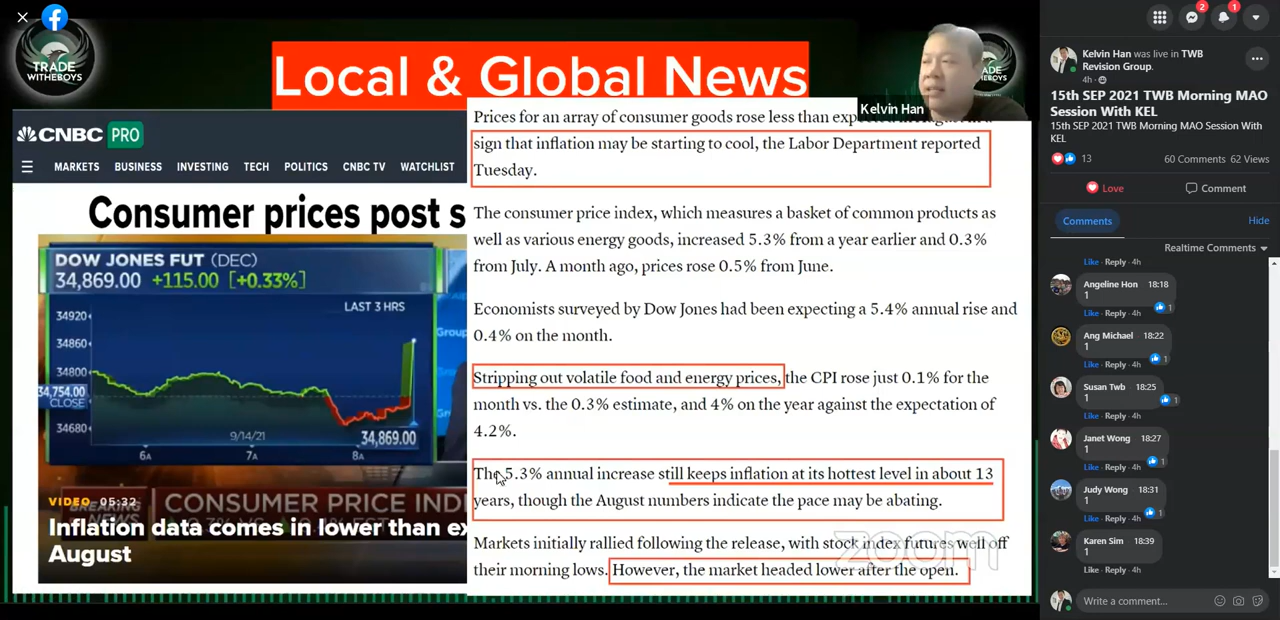 TRADE
WITHEBOYS
Local & Global News
ADE
THEBOYS
Kelvin Han
CNBC PRO
MARKETS BUSINESS INVESTING TECH POLITICS CNBC TV WATCHLIST
Consumer prices post s
DOW JONES FUT (DEC)
34,869.00 +115.00 [+0.33%]
LAST 3 HRS
34920
34860
34800
34,754.00
CLOSE
34680
9/14/21
34,869.00
6A 7A 8A
Group
VIDEO 05:32
BREAKING NEWS
CONSUMER PRICE INDE
Inflation data comes in lower than ex
August
Prices for an array of consumer goods rose less than
sign that inflation may be starting to cool, the Labor Department reported
Tuesday.
The consumer price index, which measures a basket of common products as
well as various energy goods, increased 5.3% from a year earlier and 0.3%
from July. A month ago, prices rose 0.5% from June.
Economists surveyed by Dow Jones had been expecting a 5.4% annual rise and
0.4% on the month.
Stripping out volatile food and energy prices, the CPI rose just 0.1% for the
month vs. the 0.3% estimate, and 4% on the year against the expectation of
4.2%.
The 5.3% annual increase still keeps inflation at its hottest level in about 13
years, though the August numbers indicate the pace may be abating.
Markets initially rallied following the release, with stock index futures well off
their morning lows. However, the market headed lower after the open.
zoom
2 1
Kelvin Han was live in TWB
Revision Group.
4h
15th SEP 2021 TWB Morning MAO
Session With KEL
15th SEP 2021 TWB Morning MAO Session With
KEL
13 60 Comments 62 Views
Love Comment
Comments Hide
Realtime Comments
Like · Reply · 4h
Angeline Hon 18:18
1
1
Like · Reply · 4h
Ang Michael 18:22
1
1
Like · Reply · 4h
Susan Twb 18:25
1
1
Like · Reply · 4h
Janet Wong 18:27
1
1
Like · Reply · 4h
Judy Wong 18:31
1
1
Like · Reply · 4h
Karen Sim 18:39
1
Like · Reply · 4h
Write a comment...